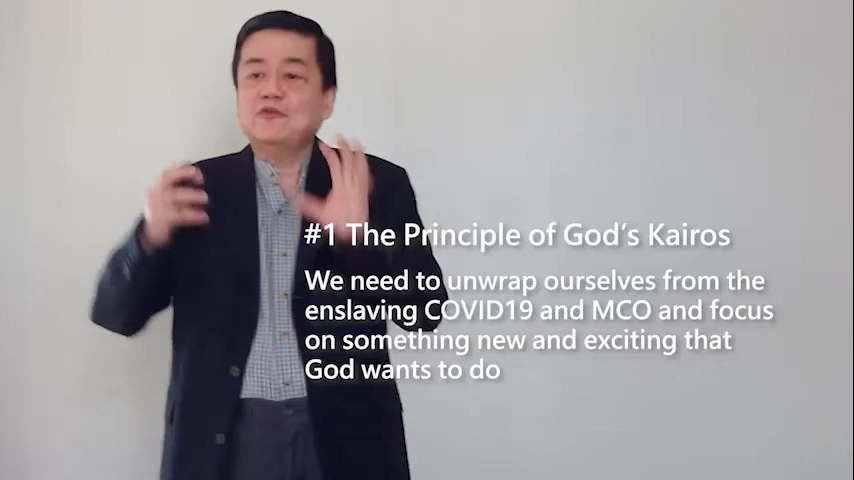 #1 The Principle of God's Kairos
We need to unwrap ourselves from the
enslaving COVID19 and MCO and focus
on something new and exciting that
God wants to do